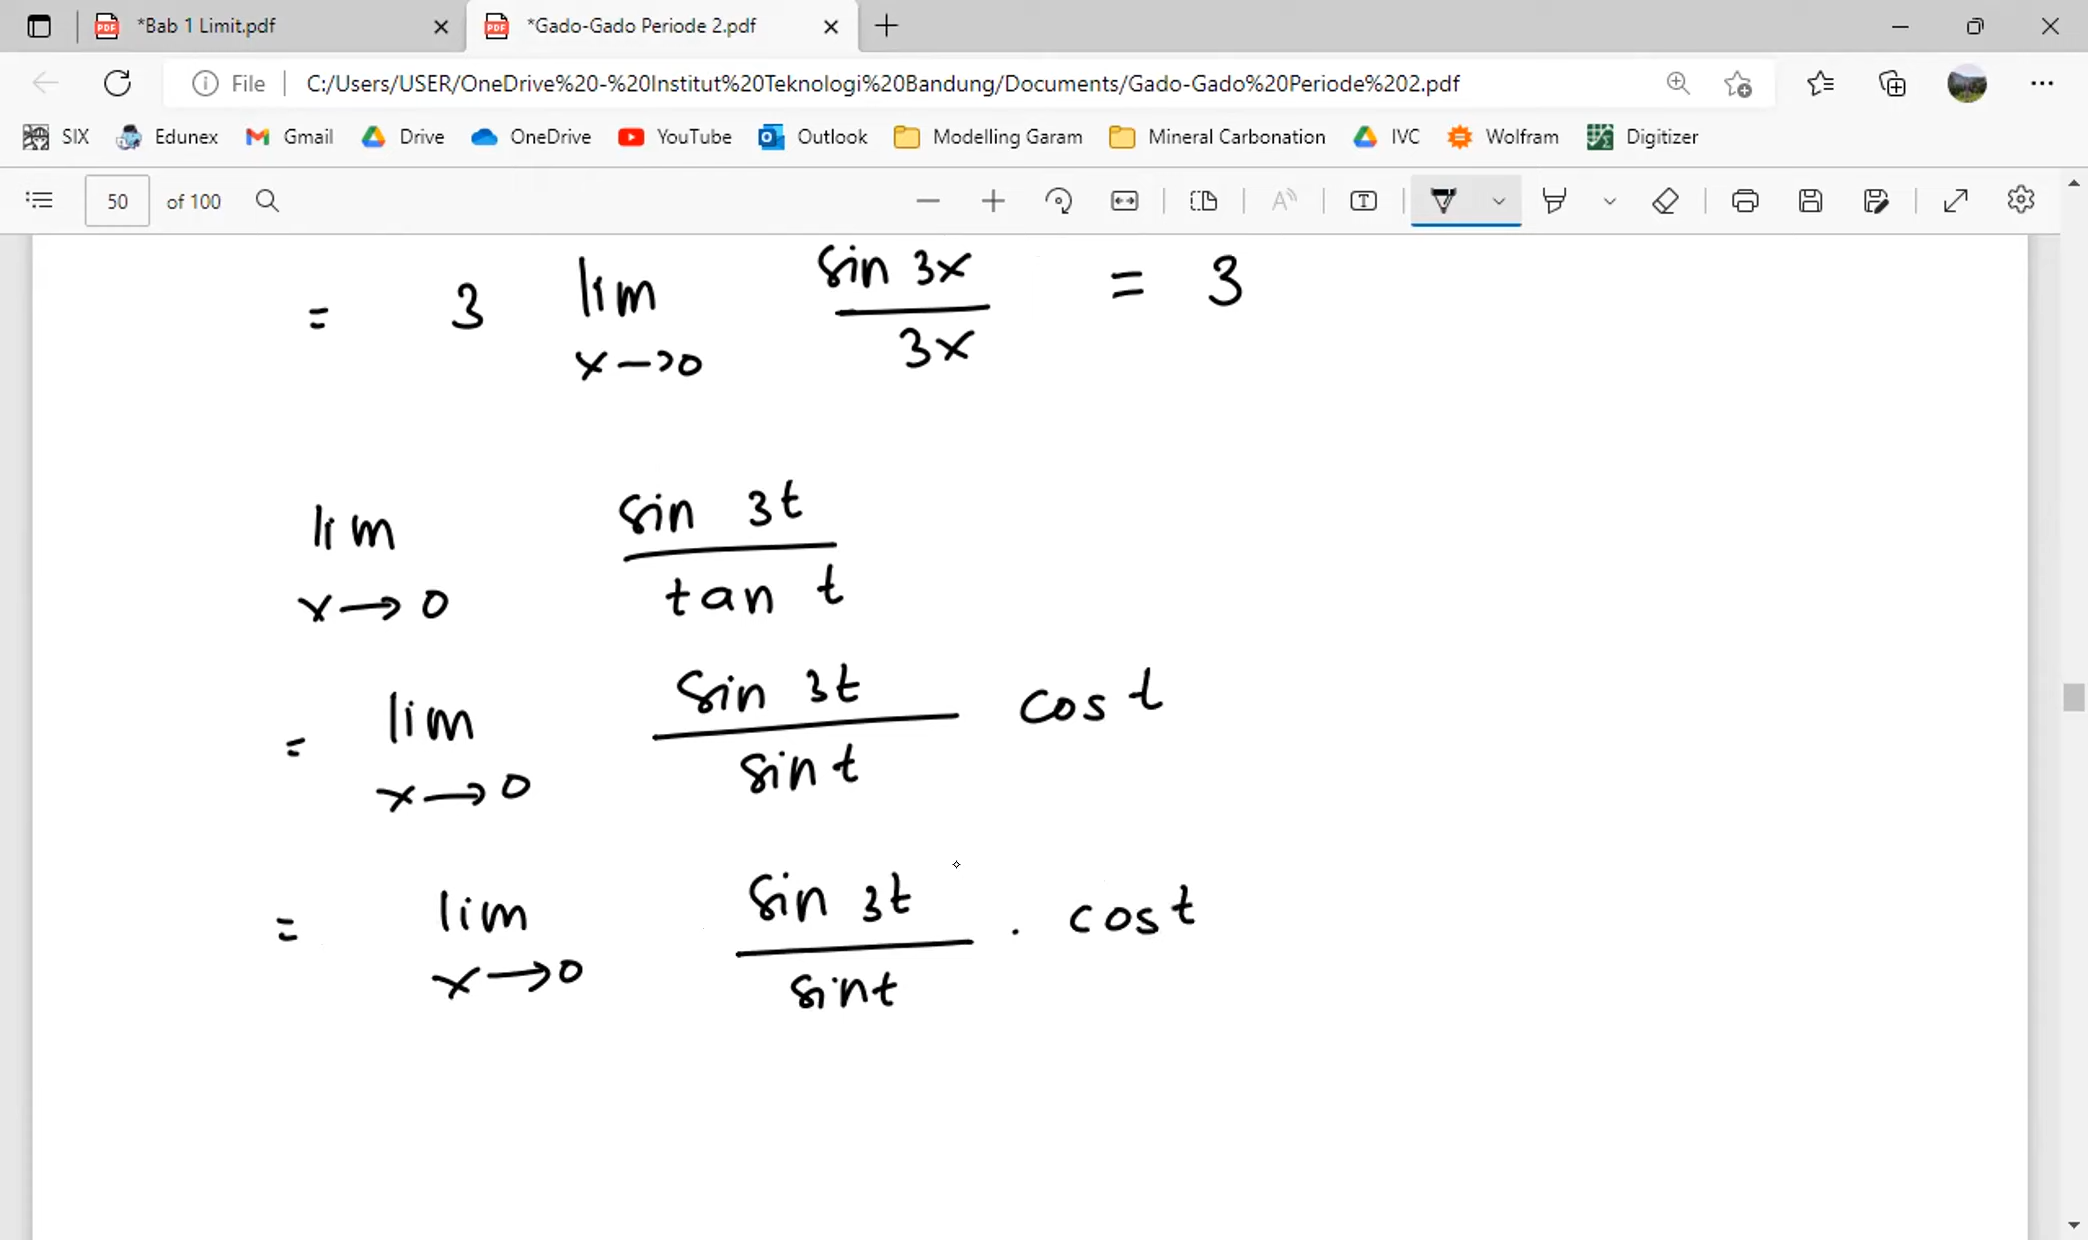 *Bab 1 Limit.pdf
*Gado-Gado Periode 2.pdf
File C:/Users/USER/OneDrive%20-%20Institut%20Teknologi%20Bandung/Documents/Gado-Gado%20Periode%202.pdf
SIX Edunex Gmail Drive OneDrive YouTube Outlook Modelling Garam Mineral Carbonation IVC Wolfram Digitizer
50 of 100
sin 3x
= 3 lim = 3
x→0 3x
sin 3t
lim
x→0 tan t
sin 3t cos t
= lim
x→0 sin t
sin 3t
= lim . cos t
x→0 sin t